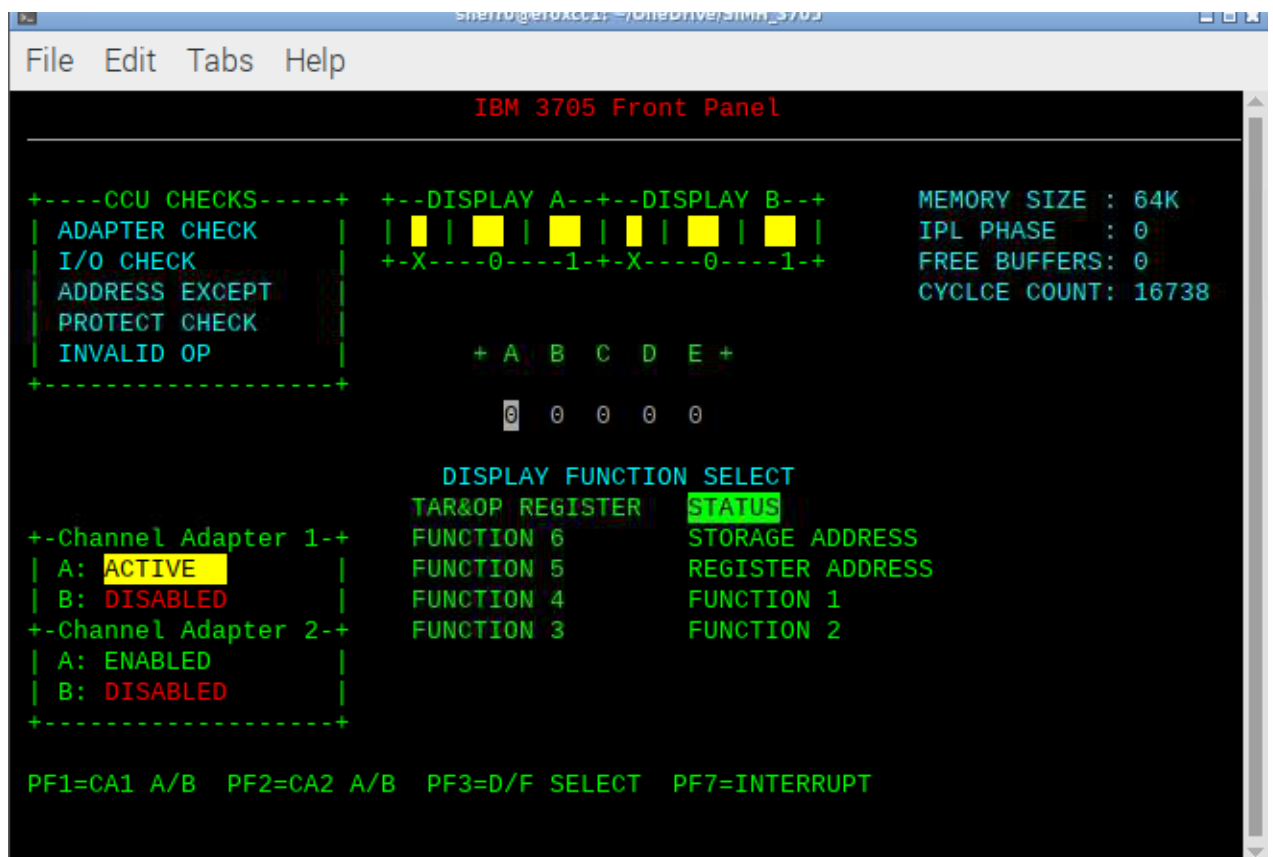 sherro@eroxcc1: ~/OneDrive/SIMH_3705
File Edit Tabs Help
IBM 3705 Front Panel
+----CCU CHECKS-----+ +--DISPLAY A--+--DISPLAY B--+ MEMORY SIZE : 64K
| ADAPTER CHECK | | | | | | | | IPL PHASE : 0
| I/O CHECK | +-X----0----1-+-X----0----1-+ FREE BUFFERS: 0
| ADDRESS EXCEPT | CYCLCE COUNT: 16738
| PROTECT CHECK |
| INVALID OP | + A B C D E +
+-------------------+
0 0 0 0 0
DISPLAY FUNCTION SELECT
TAR&OP REGISTER STATUS
+-Channel Adapter 1-+ FUNCTION 6 STORAGE ADDRESS
| A: ACTIVE | FUNCTION 5 REGISTER ADDRESS
| B: DISABLED | FUNCTION 4 FUNCTION 1
+-Channel Adapter 2-+ FUNCTION 3 FUNCTION 2
| A: ENABLED |
| B: DISABLED |
+-------------------+
PF1=CA1 A/B PF2=CA2 A/B PF3=D/F SELECT PF7=INTERRUPT